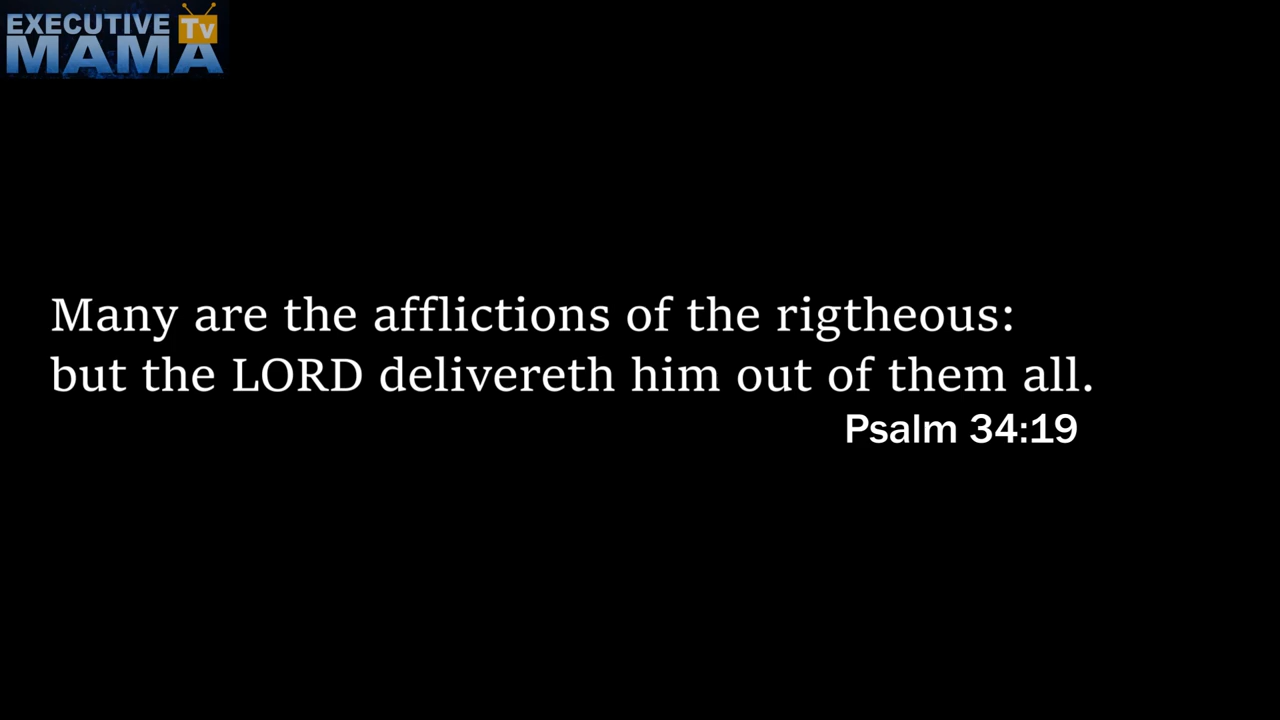 EXECUTIVE Tv
MAMA
Many are the afflictions of the rigtheous:
but the LORD delivereth him out of them all.
Psalm 34:19